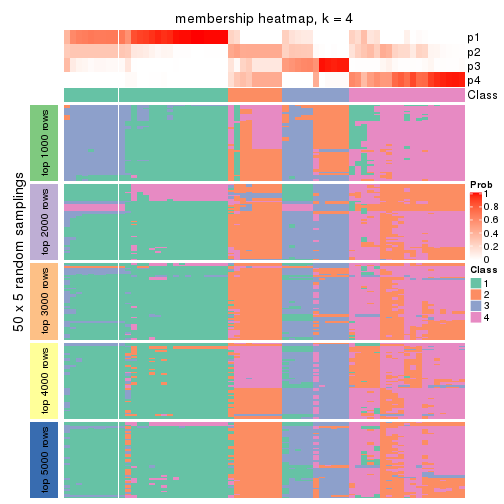 membership heatmap, k = 4
p1
p2
p3
p4
Class
50 x 5 random samplings
top 1000 rows
top 2000 rows
top 3000 rows
top 4000 rows
top 5000 rows
Prob
1
0.8
0.6
0.4
0.2
0
Class
1
2
3
4